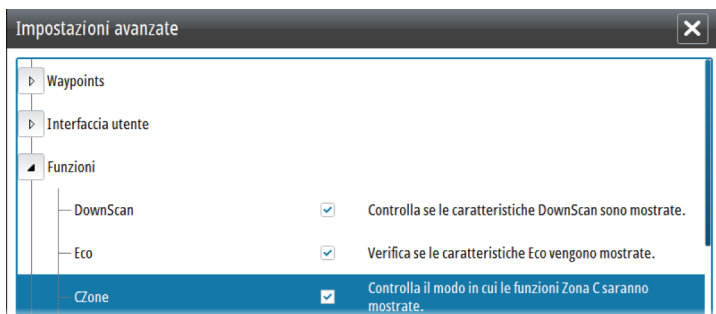 Impostazioni avanzate
Waypoints
Interfaccia utente
Funzioni
DownScan Controlla se le caratteristiche DownScan sono mostrate.
Eco Verifica se le caratteristiche Eco vengono mostrate.
CZone Controlla il modo in cui le funzioni Zona C saranno
mostrate.